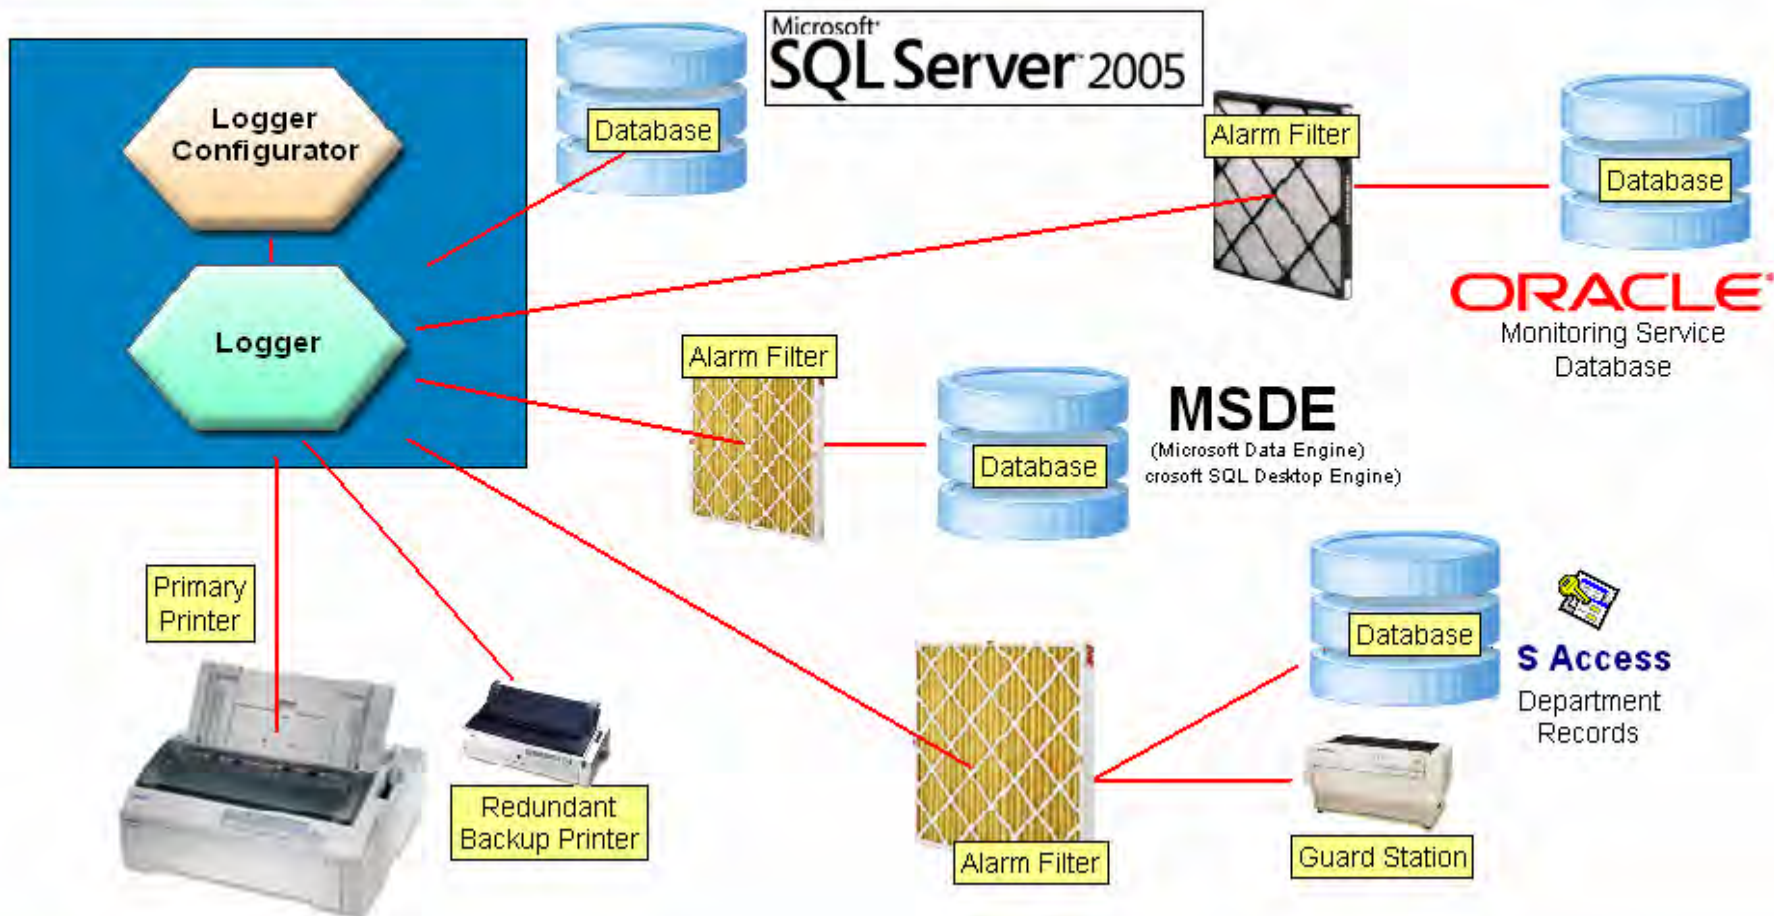 Logger
Configurator
Logger
Database
Microsoft
SQL Server 2005
Alarm Filter
Database
ORACLE
Monitoring Service
Database
Alarm Filter
Database
MSDE
(Microsoft Data Engine)
crosoft SQL Desktop Engine)
Primary
Printer
Redundant
Backup Printer
Database
S Access
Department
Records
Alarm Filter
Guard Station